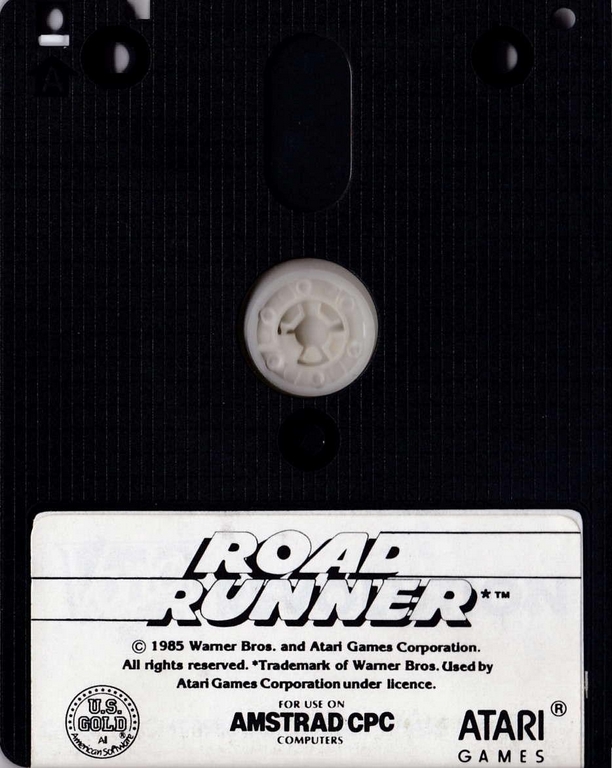 A
ROAD
RUNNER*™
© 1985 Warner Bros. and Atari Games Corporation.
All rights reserved. *Trademark of Warner Bros. Used by
Atari Games Corporation under licence.
U.S.
GOLD®
All
American Software
FOR USE ON
AMSTRAD CPC
COMPUTERS
ATARI®
GAMES